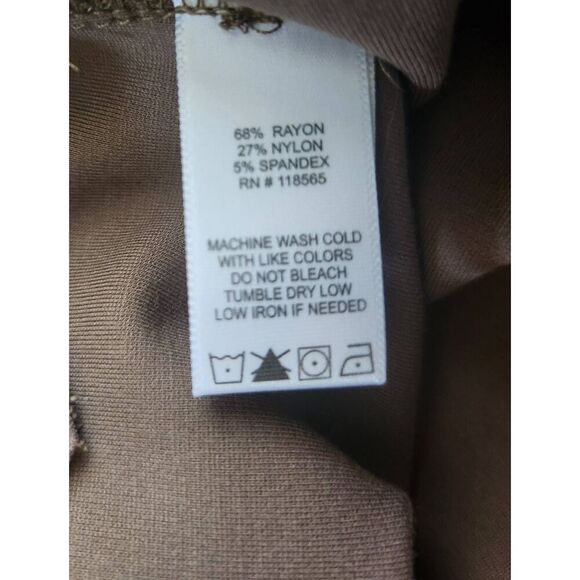 68% RAYON
27% NYLON
5% SPANDEX
RN # 118565
MACHINE WASH COLD
WITH LIKE COLORS
DO NOT BLEACH
TUMBLE DRY LOW
LOW IRON IF NEEDED